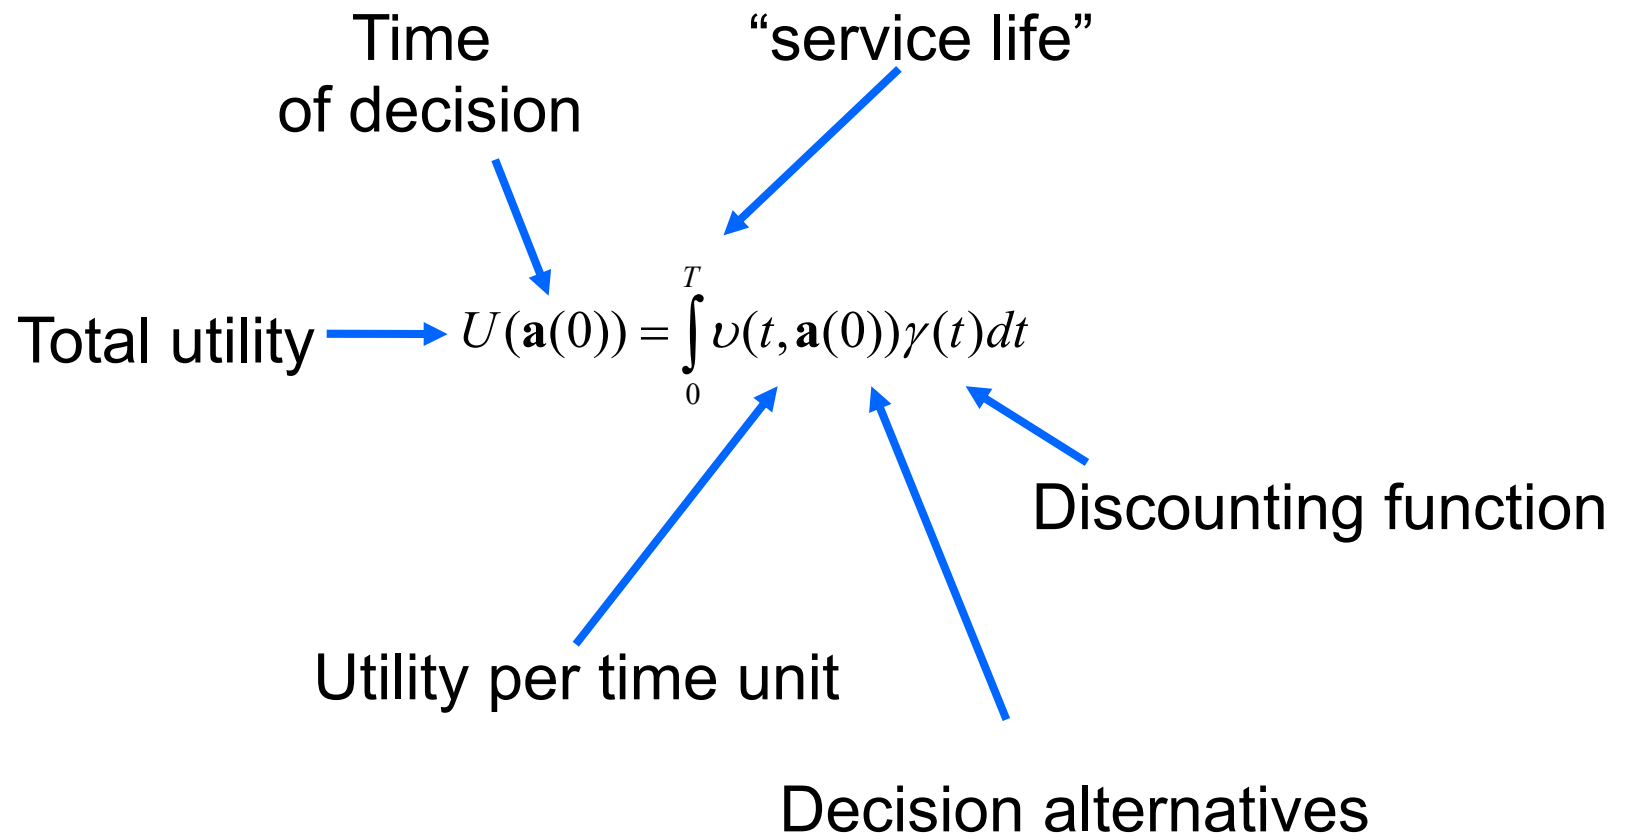 Time
of decision
“service life”
Total utility
U(a(0)) = ∫₀ᵀ υ(t, a(0))γ(t)dt
Discounting function
Utility per time unit
Decision alternatives